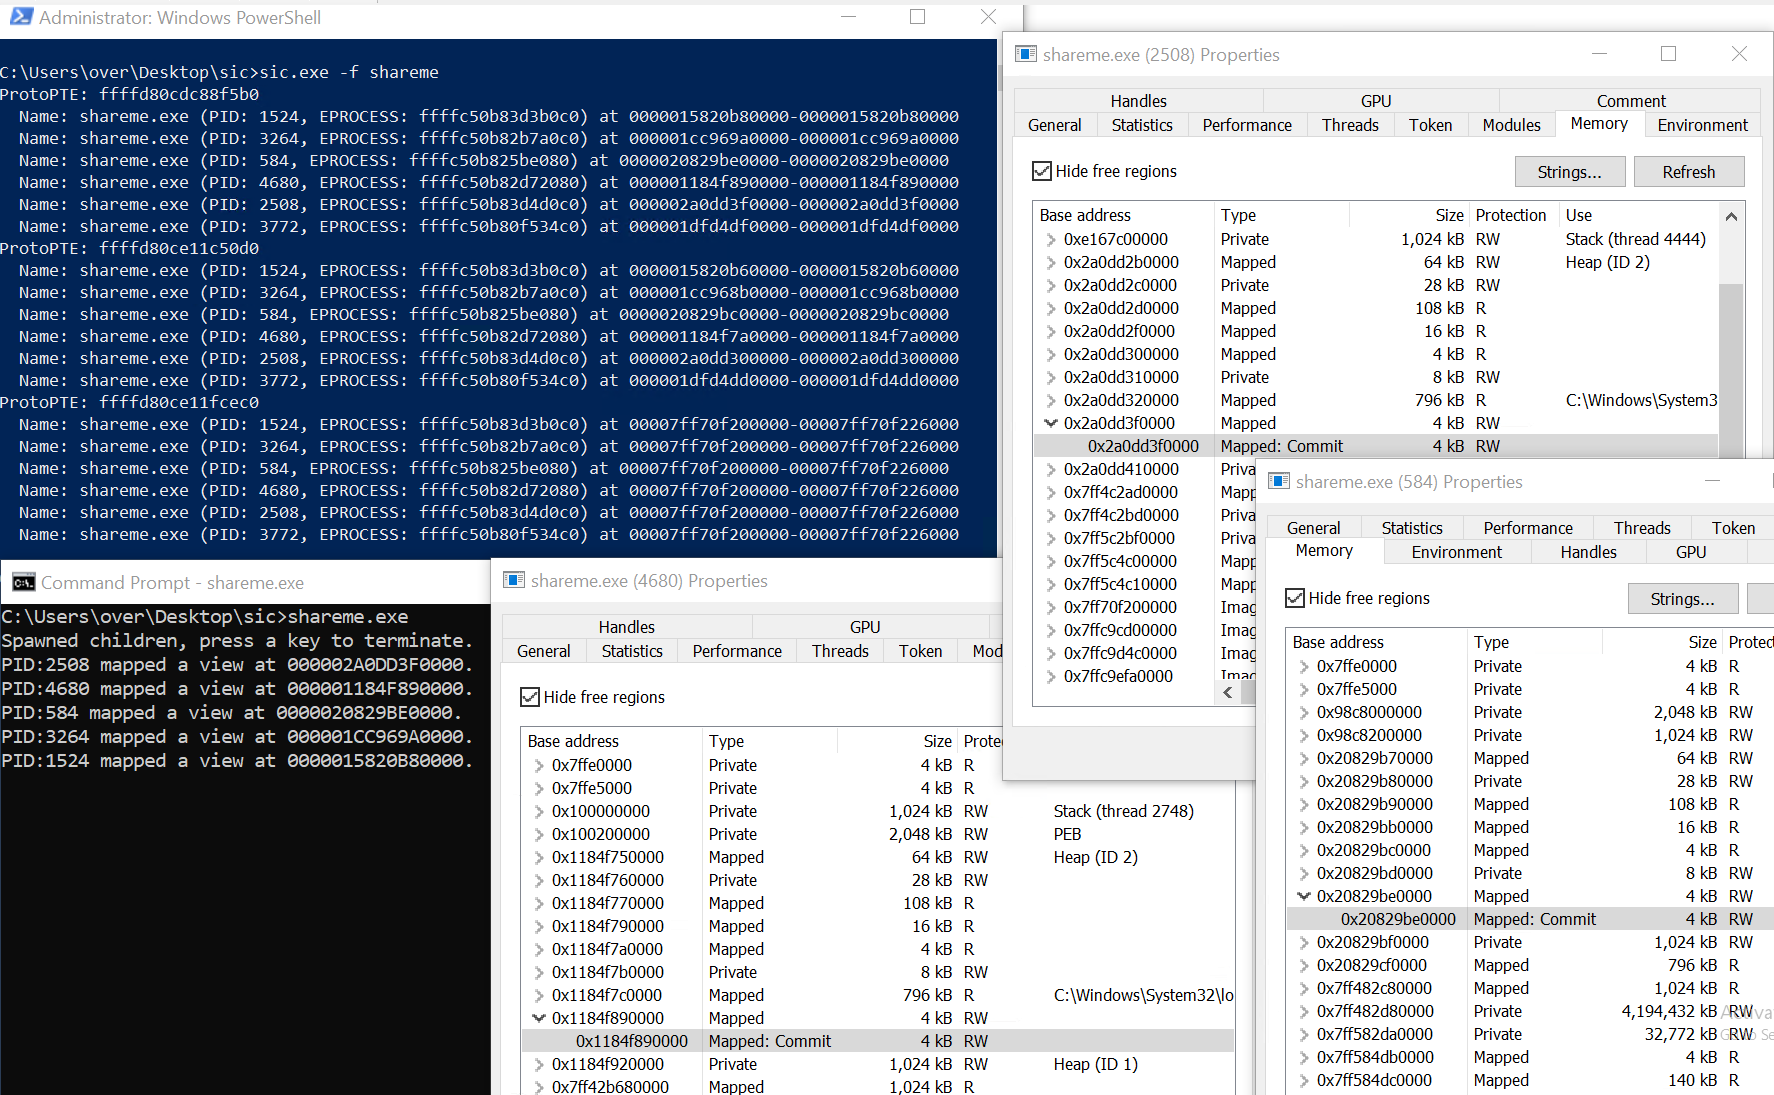 Administrator: Windows PowerShell
C:\Users\over\Desktop\sic>sic.exe -f shareme
ProtoPTE: ffffd80cdc88f5b0
Name: shareme.exe (PID: 1524, EPROCESS: ffffc50b83d3b0c0) at 0000015820b80000-0000015820b80000
Name: shareme.exe (PID: 3264, EPROCESS: ffffc50b82b7a0c0) at 000001cc969a0000-000001cc969a0000
Name: shareme.exe (PID: 584, EPROCESS: ffffc50b825be080) at 0000020829be0000-0000020829be0000
Name: shareme.exe (PID: 4680, EPROCESS: ffffc50b82d72080) at 000001184f890000-000001184f890000
Name: shareme.exe (PID: 2508, EPROCESS: ffffc50b83d4d0c0) at 000002a0dd3f0000-000002a0dd3f0000
Name: shareme.exe (PID: 3772, EPROCESS: ffffc50b80f534c0) at 000001dfd4df0000-000001dfd4df0000
ProtoPTE: ffffd80ce11c50d0
Name: shareme.exe (PID: 1524, EPROCESS: ffffc50b83d3b0c0) at 0000015820b60000-0000015820b60000
Name: shareme.exe (PID: 3264, EPROCESS: ffffc50b82b7a0c0) at 000001cc968b0000-000001cc968b0000
Name: shareme.exe (PID: 584, EPROCESS: ffffc50b825be080) at 0000020829bc0000-0000020829bc0000
Name: shareme.exe (PID: 4680, EPROCESS: ffffc50b82d72080) at 000001184f7a0000-000001184f7a0000
Name: shareme.exe (PID: 2508, EPROCESS: ffffc50b83d4d0c0) at 000002a0dd300000-000002a0dd300000
Name: shareme.exe (PID: 3772, EPROCESS: ffffc50b80f534c0) at 000001dfd4dd0000-000001dfd4dd0000
ProtoPTE: ffffd80ce11fcec0
Name: shareme.exe (PID: 1524, EPROCESS: ffffc50b83d3b0c0) at 00007ff70f200000-00007ff70f226000
Name: shareme.exe (PID: 3264, EPROCESS: ffffc50b82b7a0c0) at 00007ff70f200000-00007ff70f226000
Name: shareme.exe (PID: 584, EPROCESS: ffffc50b825be080) at 00007ff70f200000-00007ff70f226000
Name: shareme.exe (PID: 4680, EPROCESS: ffffc50b82d72080) at 00007ff70f200000-00007ff70f226000
Name: shareme.exe (PID: 2508, EPROCESS: ffffc50b83d4d0c0) at 00007ff70f200000-00007ff70f226000
Name: shareme.exe (PID: 3772, EPROCESS: ffffc50b80f534c0) at 00007ff70f200000-00007ff70f226000
Command Prompt - shareme.exe
C:\Users\over\Desktop\sic>shareme.exe
Spawned children, press a key to terminate.
PID:2508 mapped a view at 000002A0DD3F0000.
PID:4680 mapped a view at 000001184F890000.
PID:584 mapped a view at 0000020829BE0000.
PID:3264 mapped a view at 000001CC969A0000.
PID:1524 mapped a view at 0000015820B80000.
shareme.exe (4680) Properties
Handles GPU
General Statistics Performance Threads Token Mod
Hide free regions
Base address Type Size Protec
0x7ffe0000 Private 4 kB R
0x7ffe5000 Private 4 kB R
0x100000000 Private 1,024 kB RW Stack (thread 2748)
0x100200000 Private 2,048 kB RW PEB
0x1184f750000 Mapped 64 kB RW Heap (ID 2)
0x1184f760000 Private 28 kB RW
0x1184f770000 Mapped 108 kB R
0x1184f790000 Mapped 16 kB R
0x1184f7a0000 Mapped 4 kB R
0x1184f7b0000 Private 8 kB RW
0x1184f7c0000 Mapped 796 kB R C:\Windows\System32\lo
0x1184f890000 Mapped 4 kB RW
0x1184f890000 Mapped: Commit 4 kB RW
0x1184f920000 Private 1,024 kB RW Heap (ID 1)
0x7ff42b680000 Mapped 1,024 kB R
shareme.exe (2508) Properties
Handles GPU Comment
General Statistics Performance Threads Token Modules Memory Environment
Hide free regions Strings... Refresh
Base address Type Size Protection Use
0xe167c00000 Private 1,024 kB RW Stack (thread 4444)
0x2a0dd2b0000 Mapped 64 kB RW Heap (ID 2)
0x2a0dd2c0000 Private 28 kB RW
0x2a0dd2d0000 Mapped 108 kB R
0x2a0dd2f0000 Mapped 16 kB R
0x2a0dd300000 Mapped 4 kB R
0x2a0dd310000 Private 8 kB RW
0x2a0dd320000 Mapped 796 kB R C:\Windows\System3
0x2a0dd3f0000 Mapped 4 kB RW
0x2a0dd3f0000 Mapped: Commit 4 kB RW
0x2a0dd410000 Priva
0x7ff4c2ad0000 Mapp
0x7ff4c2bd0000 Priva
0x7ff5c2bf0000 Priva
0x7ff5c4c00000 Mapp
0x7ff5c4c10000 Mapp
0x7ff70f200000 Imag
0x7ffc9cd00000 Imag
0x7ffc9d4c0000 Imag
0x7ffc9efa0000 Imag
shareme.exe (584) Properties
General Statistics Performance Threads Token
Memory Environment Handles GPU
Hide free regions Strings...
Base address Type Size Protec
0x7ffe0000 Private 4 kB R
0x7ffe5000 Private 4 kB R
0x98c8000000 Private 2,048 kB RW
0x98c8200000 Private 1,024 kB RW
0x20829b70000 Mapped 64 kB RW
0x20829b80000 Private 28 kB RW
0x20829b90000 Mapped 108 kB R
0x20829bb0000 Mapped 16 kB R
0x20829bc0000 Mapped 4 kB R
0x20829bd0000 Private 8 kB RW
0x20829be0000 Mapped 4 kB RW
0x20829be0000 Mapped: Commit 4 kB RW
0x20829bf0000 Private 1,024 kB RW
0x20829cf0000 Mapped 796 kB R
0x7ff482c80000 Mapped 1,024 kB R
0x7ff482d80000 Private 4,194,432 kB RW
0x7ff582da0000 Private 32,772 kB RW
0x7ff584db0000 Mapped 4 kB R
0x7ff584dc0000 Mapped 140 kB R